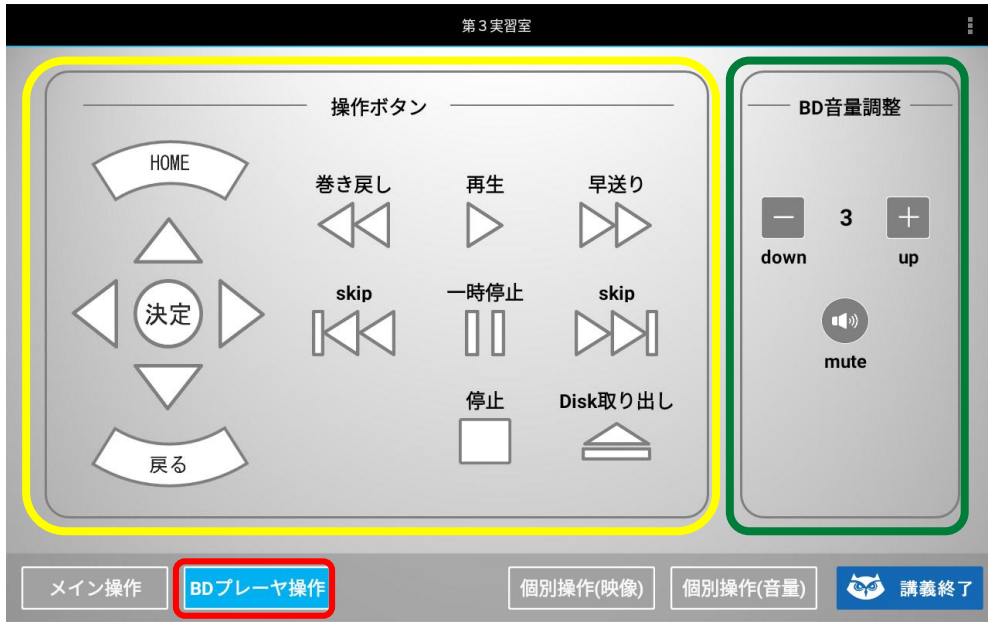 第３実習室
操作ボタン
HOME
決定
戻る
巻き戻し
再生
早送り
skip
一時停止
skip
停止
Disk取り出し
BD音量調整
3
down
up
mute
メイン操作
BDプレーヤ操作
個別操作(映像)
個別操作(音量)
講義終了